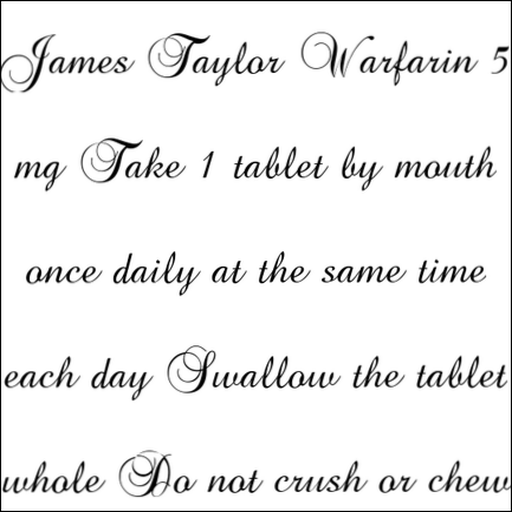 James Taylor Warfarin 5
mg Take 1 tablet by mouth
once daily at the same time
each day Swallow the tablet
whole Do not crush or chew